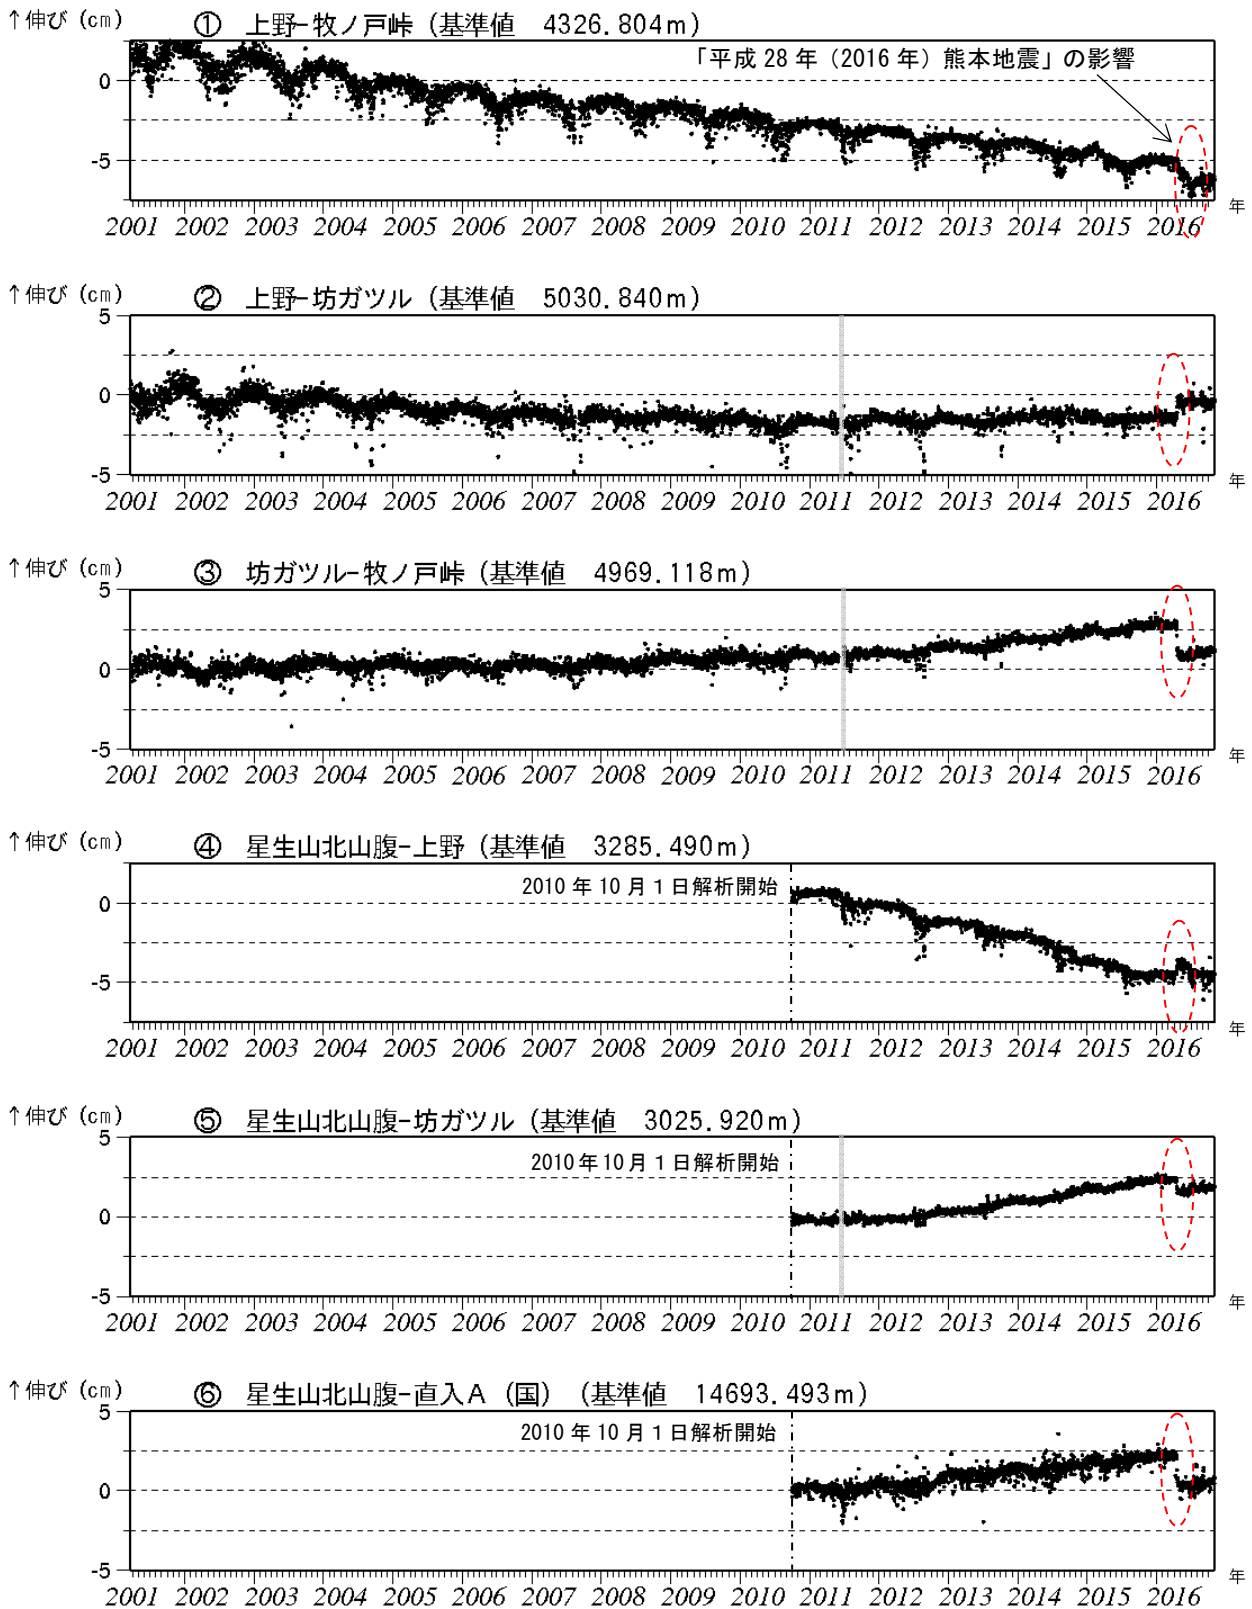 ↑伸び（㎝） ① 上野-牧ノ戸峠（基準値　4326.804m）
「平成 28 年（2016 年）熊本地震」の影響
0
-5
2001 2002 2003 2004 2005 2006 2007 2008 2009 2010 2011 2012 2013 2014 2015 2016 年
↑伸び（㎝） ② 上野-坊ガツル（基準値　5030.840m）
5
0
-5
2001 2002 2003 2004 2005 2006 2007 2008 2009 2010 2011 2012 2013 2014 2015 2016 年
↑伸び（㎝） ③ 坊ガツル-牧ノ戸峠（基準値　4969.118m）
5
0
-5
2001 2002 2003 2004 2005 2006 2007 2008 2009 2010 2011 2012 2013 2014 2015 2016 年
↑伸び（㎝） ④ 星生山北山腹-上野（基準値　3285.490m）
2010 年 10 月 1 日解析開始
0
-5
2001 2002 2003 2004 2005 2006 2007 2008 2009 2010 2011 2012 2013 2014 2015 2016 年
↑伸び（㎝） ⑤ 星生山北山腹-坊ガツル（基準値　3025.920m）
5
2010年10月 1 日解析開始
0
-5
2001 2002 2003 2004 2005 2006 2007 2008 2009 2010 2011 2012 2013 2014 2015 2016 年
↑伸び（㎝） ⑥ 星生山北山腹-直入A（国）（基準値　14693.493m）
5
2010 年 10 月 1 日解析開始
0
-5
2001 2002 2003 2004 2005 2006 2007 2008 2009 2010 2011 2012 2013 2014 2015 2016 年